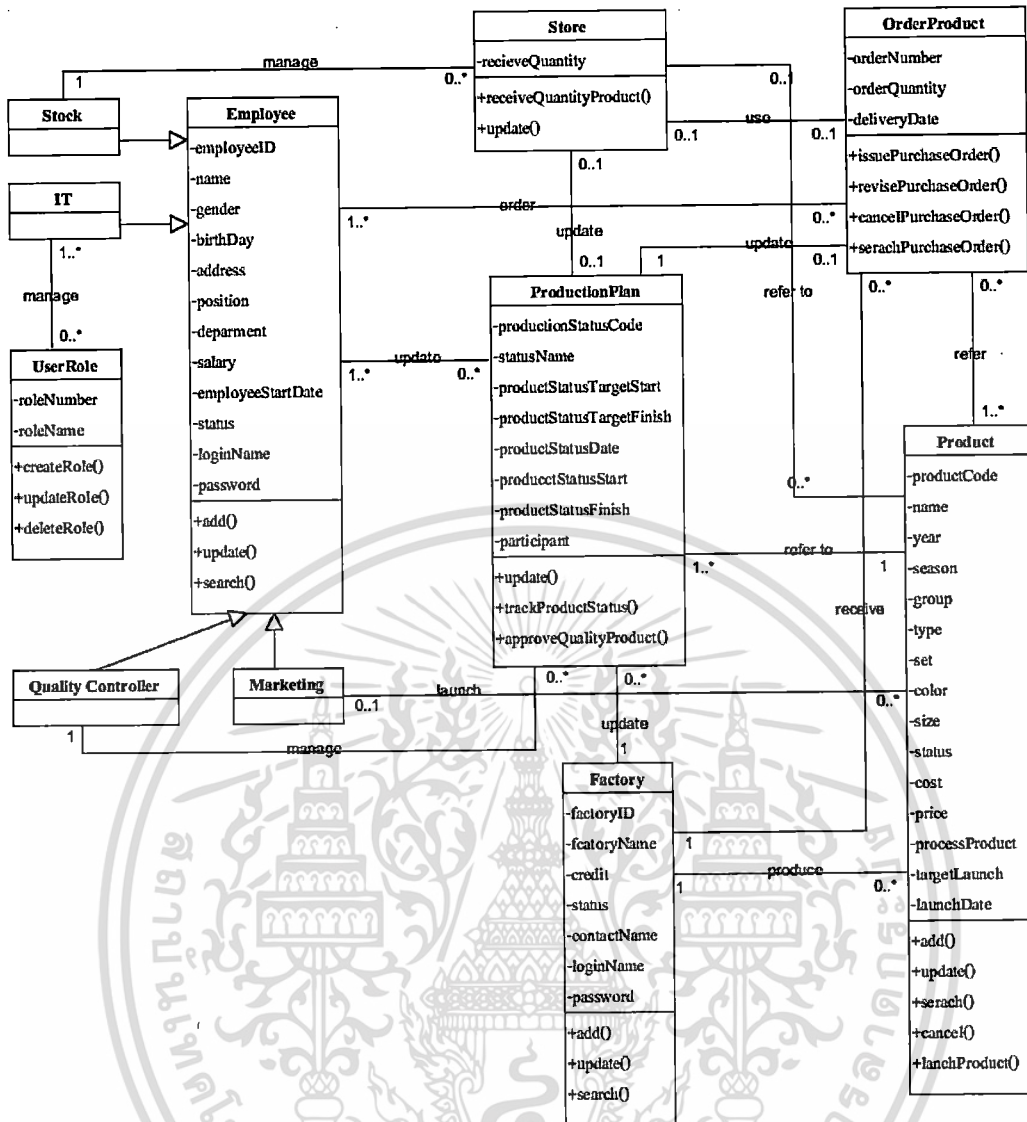 Store
-recieveQuantity
+receiveQuantityProduct()
+update()
OrderProduct
-orderNumber
-orderQuantity
-deliveryDate
+issuePurchaseOrder()
+revisePurchaseOrder()
+cancelPurchaseOrder()
+serachPurchaseOrder()
manage
1
0..*
0..1
use
0..1
0..1
0..1
Stock
IT
Employee
-employeeID
-name
-gender
-birthDay
-address
-position
-deparment
-salary
-employeeStartDate
-status
-loginName
-password
+add()
+update()
+search()
order
1..*
0..*
update
0..1
update
1
0..1
refer to
0..*
0..*
refer
1..*
1..*
manage
0..*
UserRole
-roleNumber
-roleName
+createRole()
+updateRole()
+deleteRole()
update
1..*
0..*
ProductionPlan
-productionStatusCode
-statusName
-productStatusTargetStart
-productStatusTargetFinish
-productStatusDate
-producctStatusStart
-productStatusFinish
-participant
+update()
+trackProductStatus()
+approveQualityProduct()
Product
-productCode
-name
-year
-season
-group
-type
-set
-color
-size
-status
-cost
-price
-processProduct
-targetLaunch
-launchDate
+add()
+update()
+serach()
+cancel()
+lanchProduct()
0..*
refer to
1..*
1
receive
Quality Controller
Marketing
0..1
launch
0..*
0..*
0..*
1
manage
update
1
Factory
-factoryID
-fcatoryName
-credit
-status
-contactName
-loginName
-password
+add()
+update()
+search()
1
produce
1
0..*